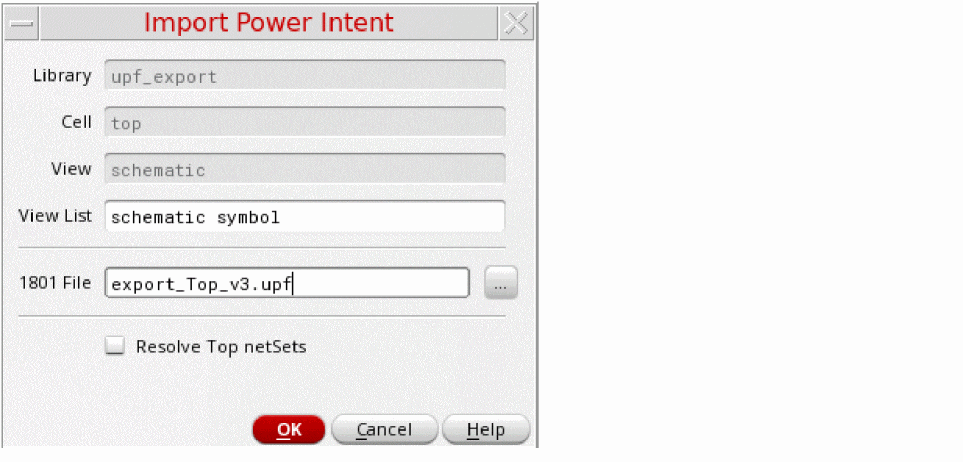 Import Power Intent
Library upf_export
Cell top
View schematic
View List schematic symbol
1801 File export_Top_v3.upf ...
Resolve Top netSets
OK Cancel Help